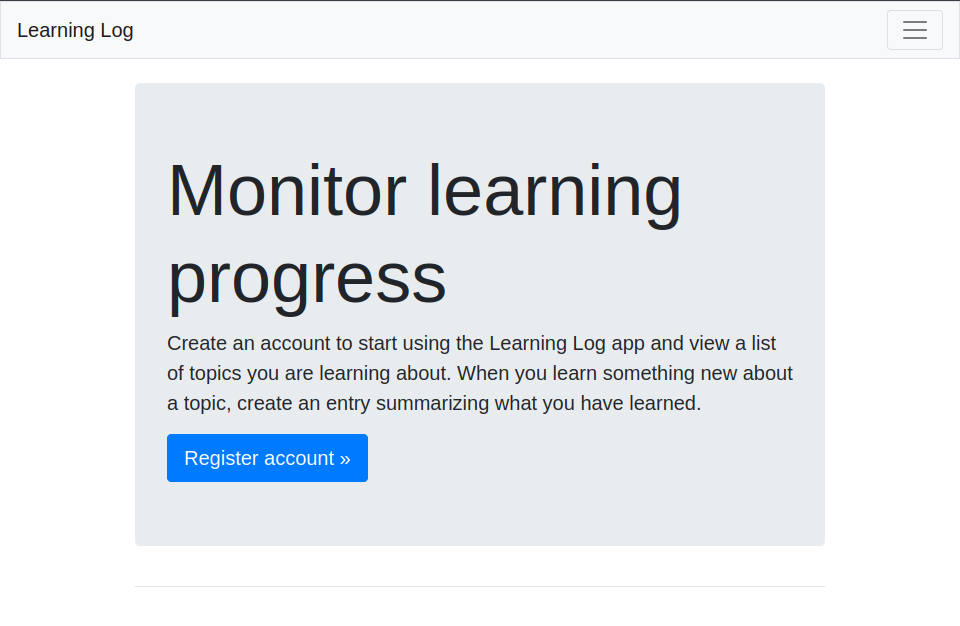 Learning Log
Monitor learning
progress
Create an account to start using the Learning Log app and view a list
of topics you are learning about. When you learn something new about
a topic, create an entry summarizing what you have learned.
Register account »